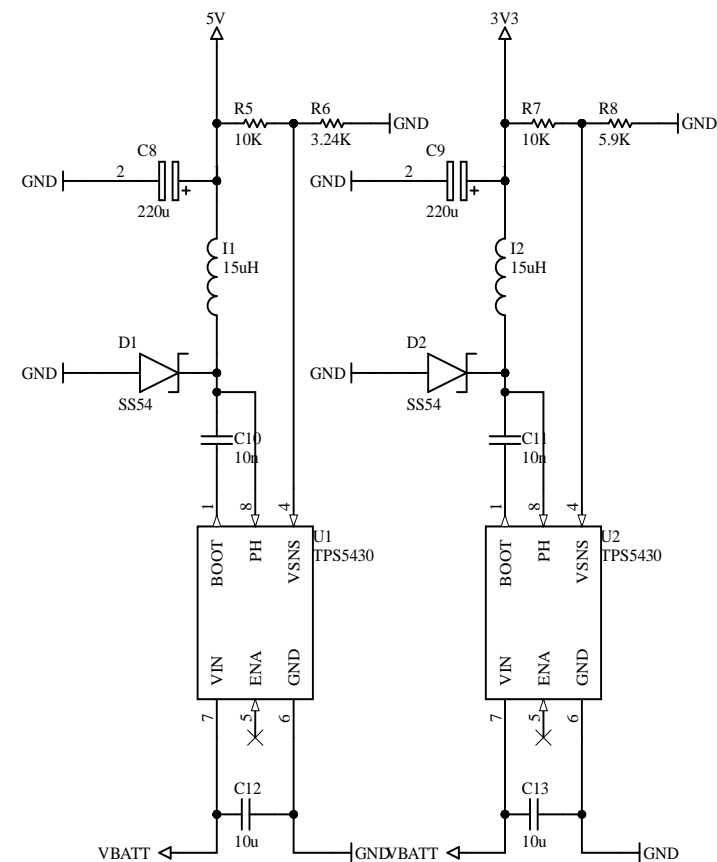 5V
3V3
R5
R6
R7
R8
GND
GND
10K
3.24K
10K
5.9K
C8
C9
GND
2
GND
2
220u
220u
I1
15uH
I2
15uH
D1
D2
GND
GND
SS54
SS54
C10
10n
C11
10n
1
8
4
1
8
4
U1
TPS5430
U2
TPS5430
BOOT
PH
VSNS
BOOT
PH
VSNS
VIN
ENA
GND
VIN
ENA
GND
7
5
6
7
5
6
C12
C13
10u
10u
VBATT
GND
VBATT
GND